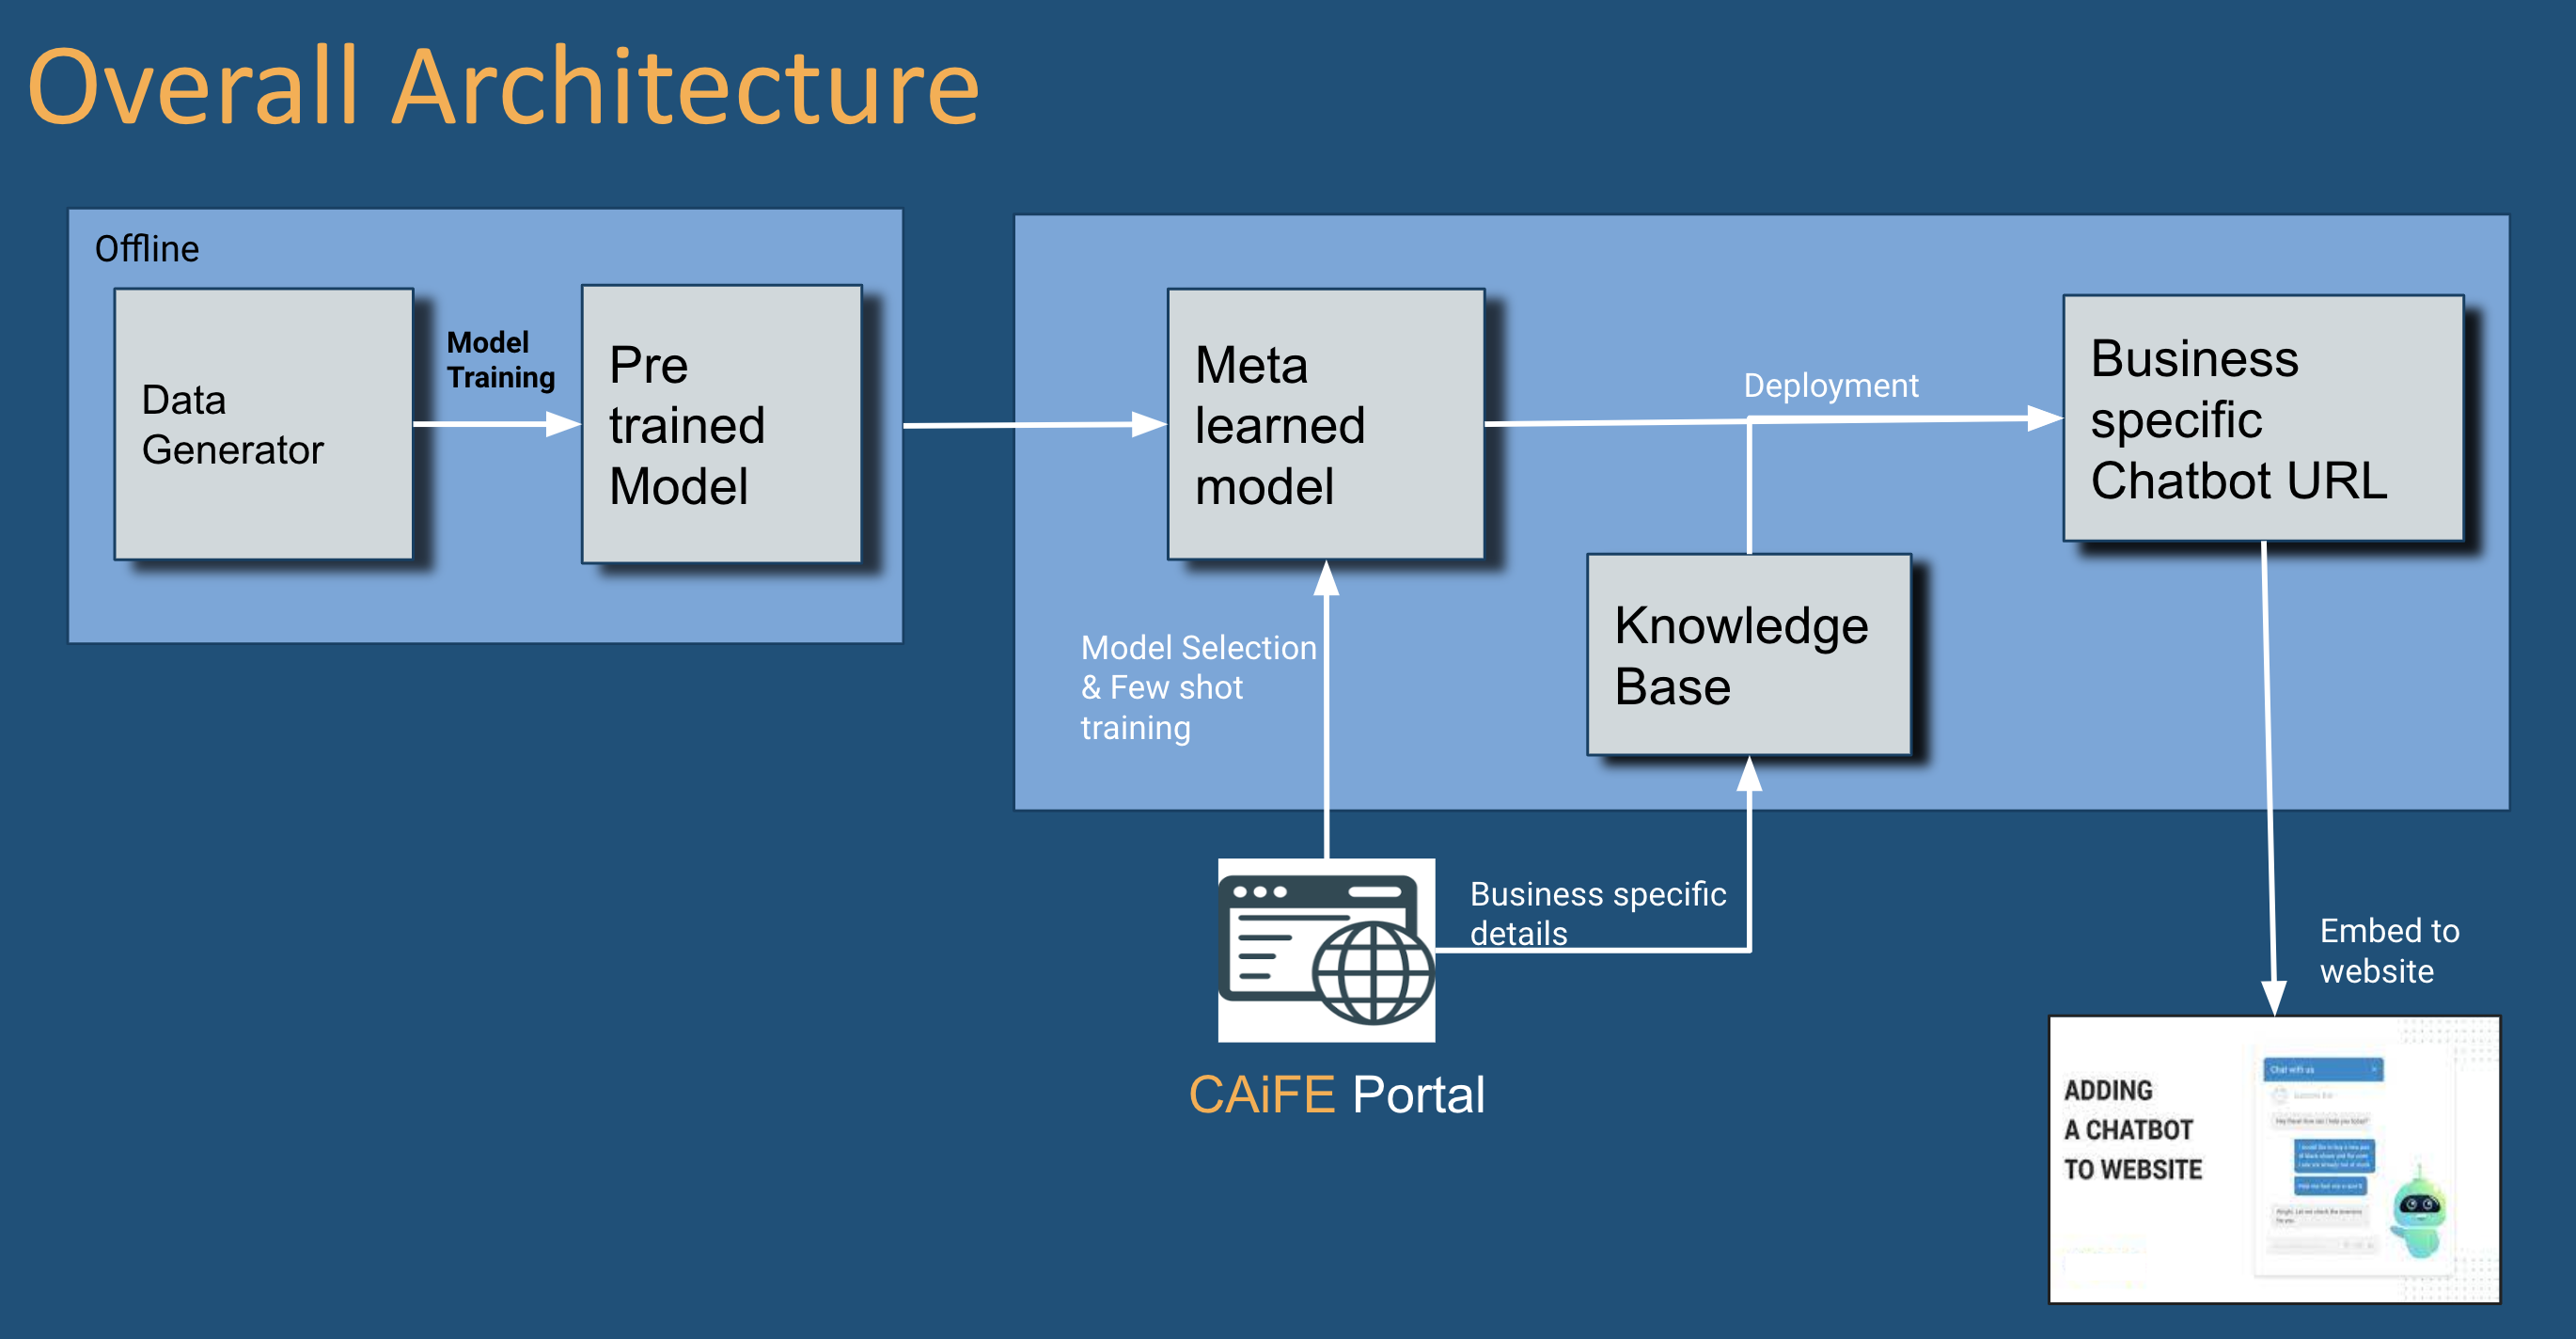 Overall Architecture
Offline
Data
Generator
Model
Training
Pre
trained
Model
Meta
learned
model
Deployment
Business
specific
Chatbot URL
Knowledge
Base
Model Selection
& Few shot
training
Business specific
details
CAiFE Portal
Embed to
website
ADDING
A CHATBOT
TO WEBSITE
Chat with us